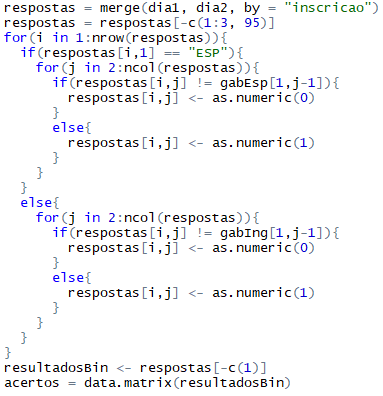 respostas = merge(dia1, dia2, by = "inscricao")
respostas = respostas[-c(1:3, 95)]
for(i in 1:nrow(respostas)){
  if(respostas[i,1] == "ESP"){
    for(j in 2:ncol(respostas)){
      if(respostas[i,j] != gabEsp[1,j-1]){
        respostas[i,j] <- as.numeric(0)
      }
      else{
        respostas[i,j] <- as.numeric(1)
      }
    }
  }
  else{
    for(j in 2:ncol(respostas)){
      if(respostas[i,j] != gabIng[1,j-1]){
        respostas[i,j] <- as.numeric(0)
      }
      else{
        respostas[i,j] <- as.numeric(1)
      }
    }
  }
}
resultadosBin <- respostas[-c(1)]
acertos = data.matrix(resultadosBin)